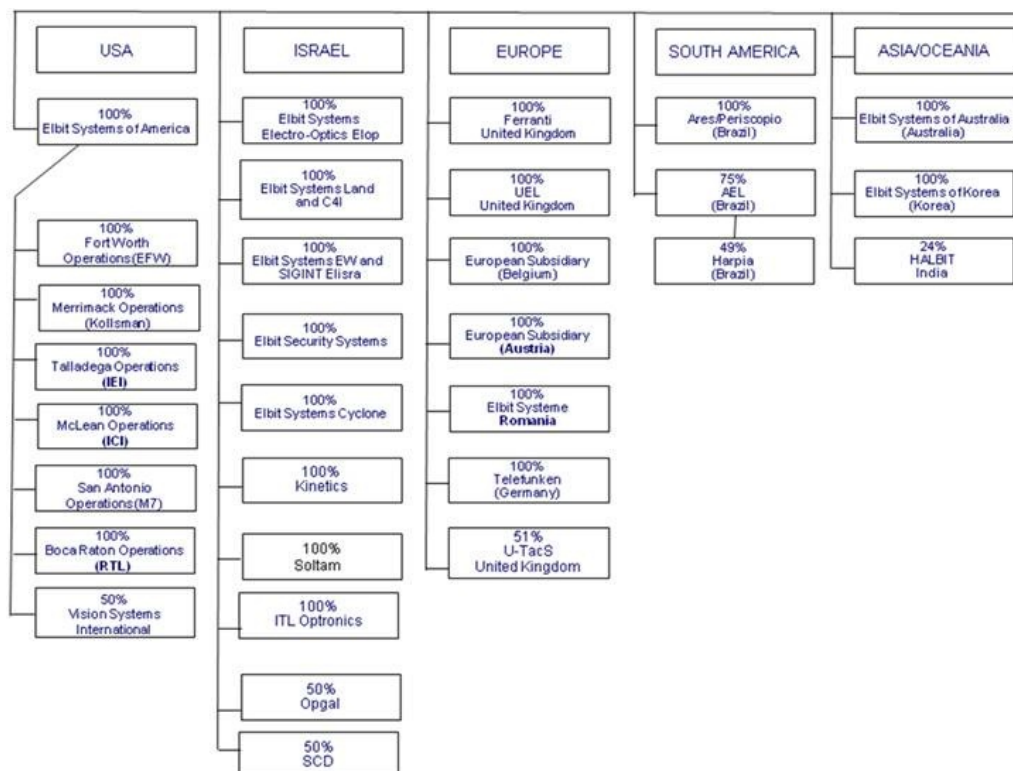 USA
100%
Elbit Systems of America
100%
Fort Worth
Operations(EFW)
100%
Merrimack Operations
(Kollsman)
100%
Talladega Operations
(IEI)
100%
McLean Operations
(ICI)
100%
San Antonio
Operations(M7)
100%
Boca Raton Operations
(RTL)
50%
Vision Systems
International
ISRAEL
100%
Elbit Systems
Electro-Optics Elop
100%
Elbit Systems Land
and C4I
100%
Elbit Systems EW and
SIGINT Elisra
100%
Elbit Security Systems
100%
Elbit Systems Cyclone
100%
Kinetics
100%
Soltam
100%
ITL Optronics
50%
Opgal
50%
SCD
EUROPE
100%
Ferranti
United Kingdom
100%
UEL
United Kingdom
100%
European Subsidiary
(Belgium)
100%
European Subsidiary
(Austria)
100%
Elbit Systeme
Romania
100%
Telefunken
(Germany)
51%
U-TacS
United Kingdom
SOUTH AMERICA
100%
Ares/Periscopio
(Brazil)
75%
AEL
(Brazil)
49%
Harpia
(Brazil)
ASIA/OCEANIA
100%
Elbit Systems of Australia
(Australia)
100%
Elbit Systems of Korea
(Korea)
24%
HALBIT
India